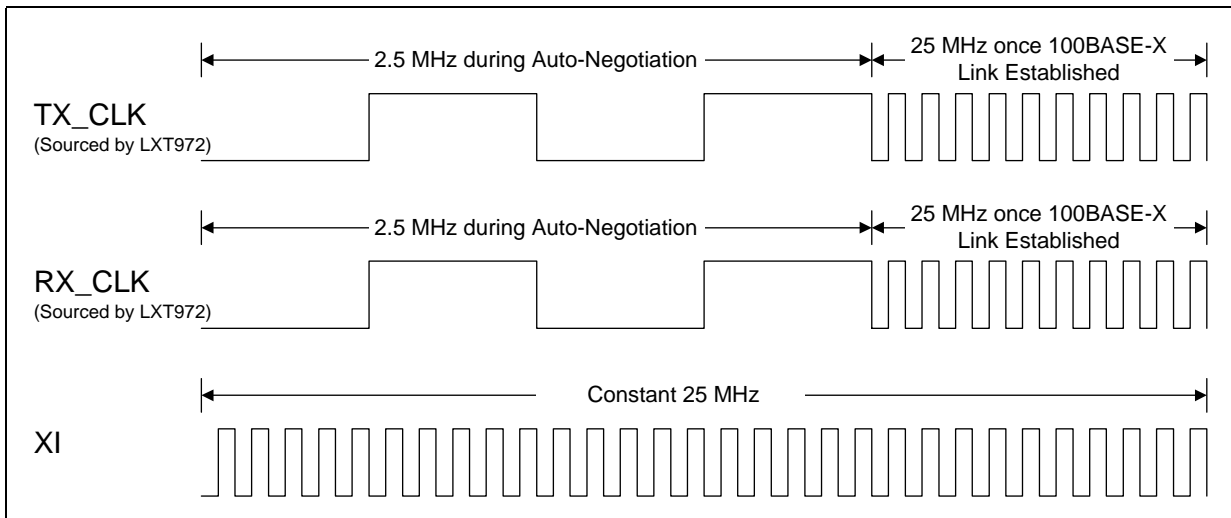 2.5 MHz during Auto-Negotiation
25 MHz once 100BASE-X
Link Established
TX_CLK
(Sourced by LXT972)
2.5 MHz during Auto-Negotiation
25 MHz once 100BASE-X
Link Established
RX_CLK
(Sourced by LXT972)
Constant 25 MHz
XI